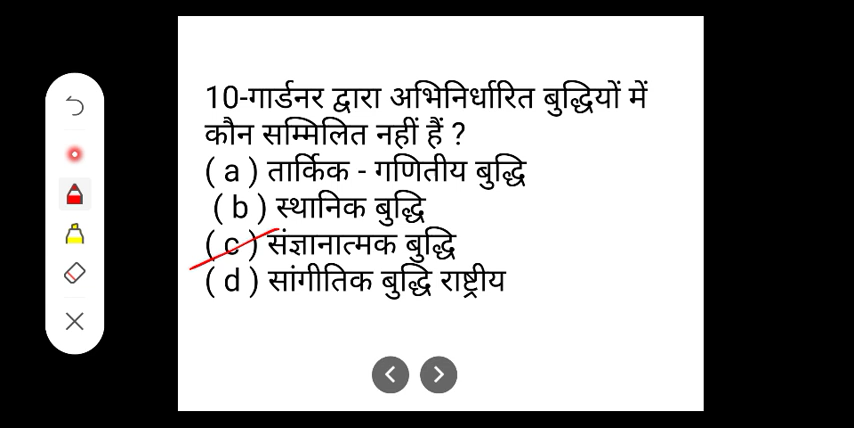 10-गार्डनर द्वारा अभिनिर्धारित बुद्धियों में
कौन सम्मिलित नहीं हैं ?
( a ) तार्किक - गणितीय बुद्धि
( b ) स्थानिक बुद्धि
( c ) संज्ञानात्मक बुद्धि
( d ) सांगीतिक बुद्धि राष्ट्रीय